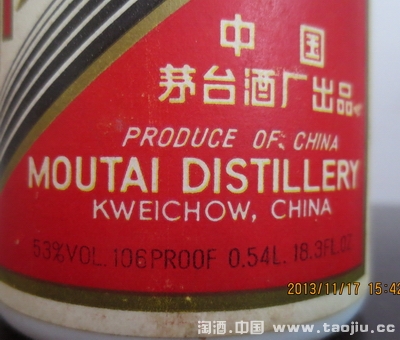 中国
茅台酒厂出品
PRODUCE OF CHINA
MOUTAI DISTILLERY
KWEICHOW, CHINA
53%VOL. 106PROOF 0.54L. 18.3FL.OZ
2013/11/17 15:42
淘酒.中国 www.taojiu.cc